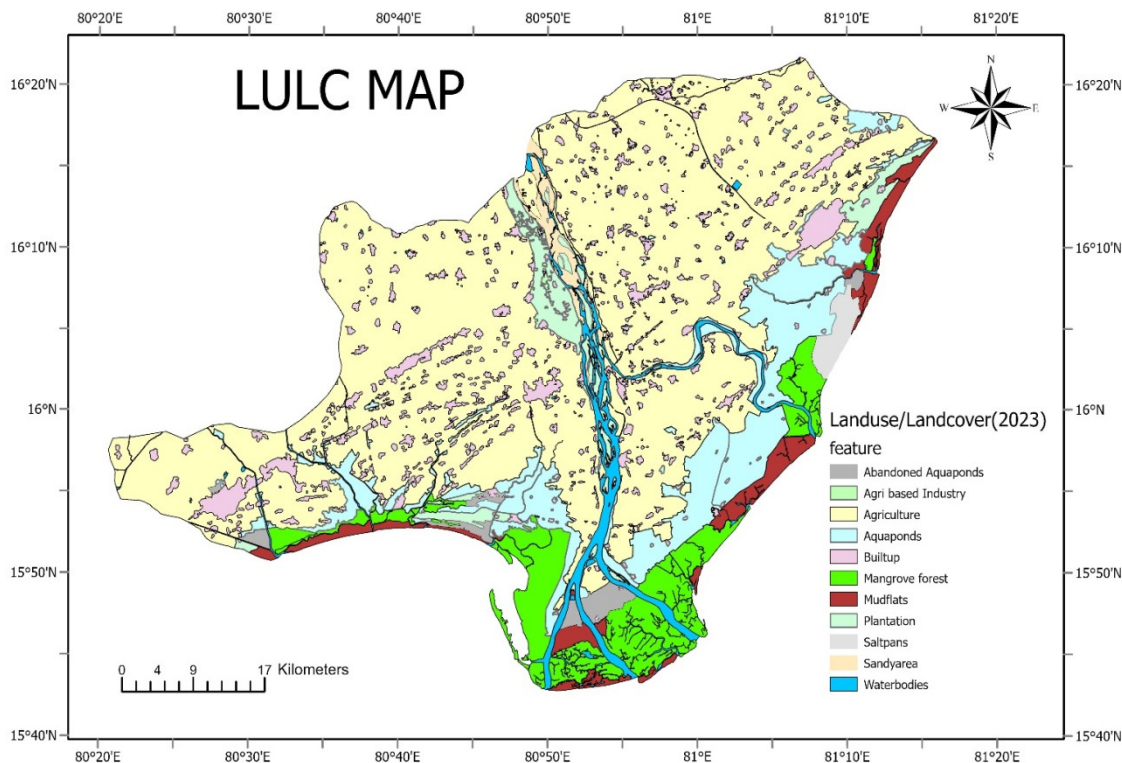 80°20'E 80°30'E 80°40'E 80°50'E 81°E 81°10'E 81°20'E
LULC MAP
N
W E
S
16°20'N 16°20'N
16°10'N 16°10'N
16°N 16°N
15°50'N 15°50'N
15°40'N 15°40'N
Landuse/Landcover(2023)
feature
Abandoned Aquaponds
Agri based Industry
Agriculture
Aquaponds
Builtup
Mangrove forest
Mudflats
Plantation
Saltpans
Sandyarea
Waterbodies
0 4 9 17 Kilometers
80°20'E 80°30'E 80°40'E 80°50'E 81°E 81°10'E 81°20'E